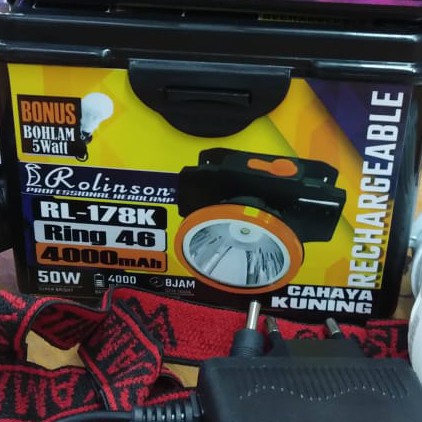 BONUS
BOHLAM
5Watt
Rolinson®
PROFESSIONAL HEADLAMP
RL-178K
Ring 46
4000mAh
50W
4000
8JAM
RECHARGEABLE
CAHAYA
KUNING